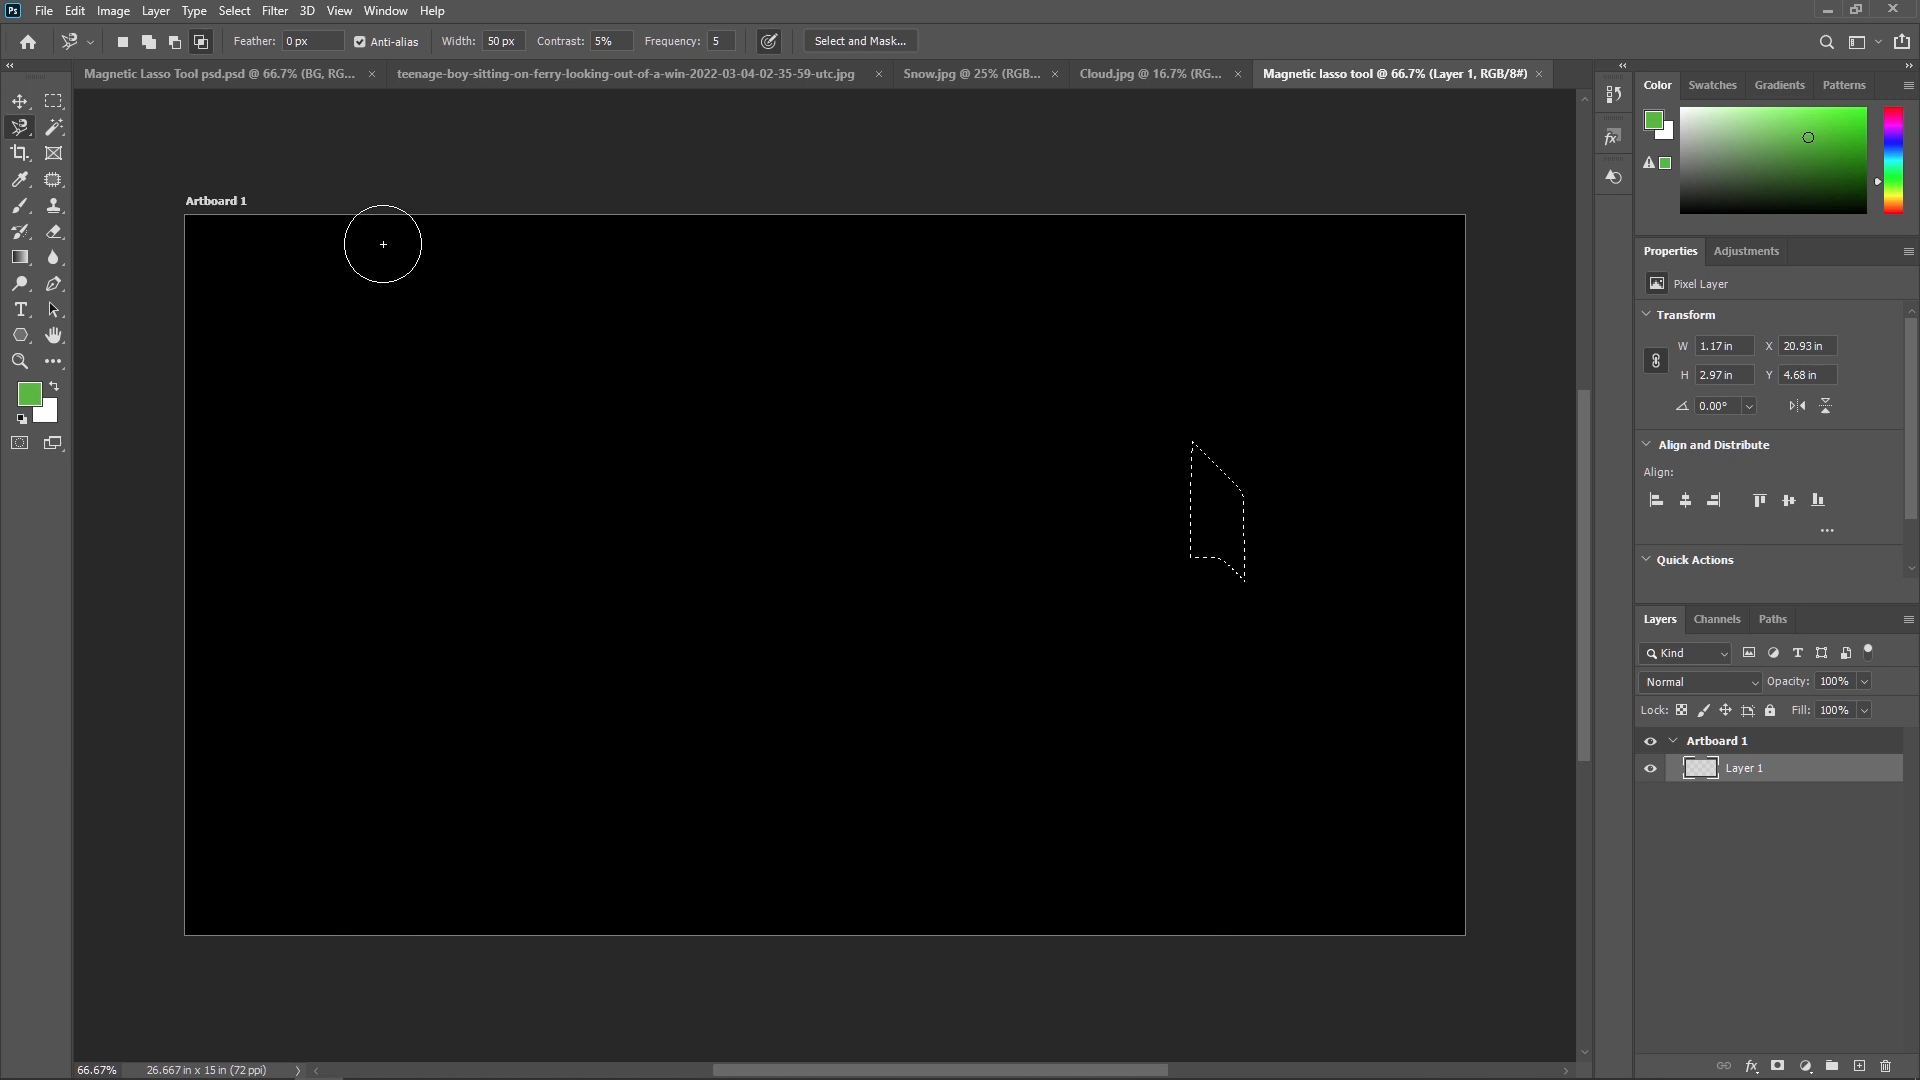 Ps File Edit Image Layer Type Select Filter 3D View Window Help
Feather: 0 px Anti-alias Width: 50 px Contrast: 5% Frequency: 5 Select and Mask...
Magnetic Lasso Tool psd.psd @ 66.7% (BG, RG... × teenage-boy-sitting-on-ferry-looking-out-of-a-win-2022-03-04-02-35-59-utc.jpg × Snow.jpg @ 25% (RGB... × Cloud.jpg @ 16.7% (RG... × Magnetic lasso tool @ 66.7% (Layer 1, RGB/8#) ×
Color Swatches Gradients Patterns
Artboard 1
Properties Adjustments
Pixel Layer
Transform
W 1.17 in X 20.93 in
H 2.97 in Y 4.68 in
0.00°
Align and Distribute
Align:
Quick Actions
Layers Channels Paths
Kind
Normal Opacity: 100%
Lock: Fill: 100%
Artboard 1
Layer 1
66.67% 26.667 in x 15 in (72 ppi)